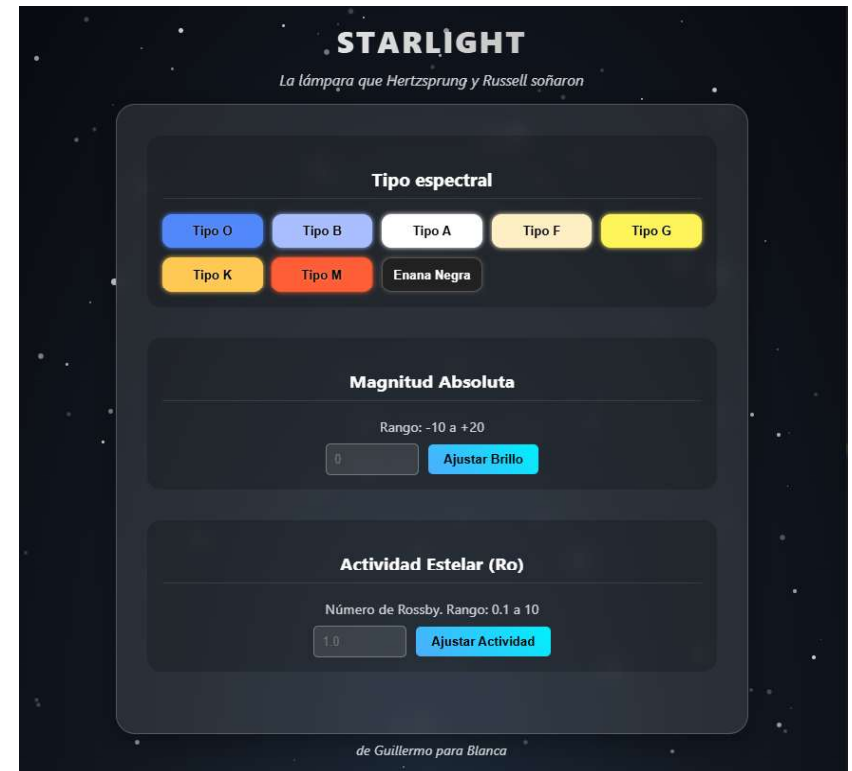 STARLIGHT
La lámpara que Hertzsprung y Russell soñaron
Tipo espectral
Tipo O Tipo B Tipo A Tipo F Tipo G
Tipo K Tipo M Enana Negra
Magnitud Absoluta
Rango: -10 a +20
0 Ajustar Brillo
Actividad Estelar (Ro)
Número de Rossby. Rango: 0.1 a 10
1.0 Ajustar Actividad
de Guillermo para Blanca